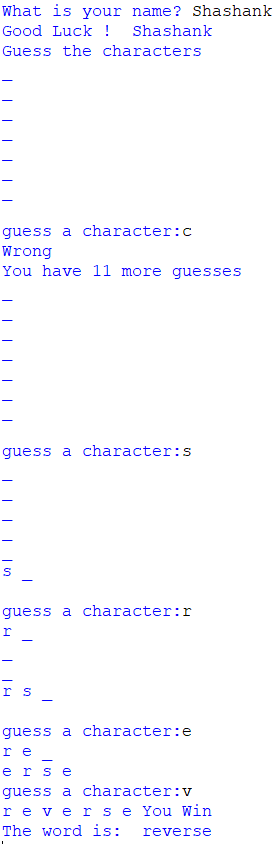 What is your name? Shashank
Good Luck !  Shashank
Guess the characters
_
_
_
_
_
_
_
guess a character:c
Wrong
You have 11 more guesses
_
_
_
_
_
_
_
guess a character:s
_
_
_
_
_
s _
guess a character:r
r _
_
_
r s _
guess a character:e
r e _
e r s e
guess a character:v
r e v e r s e You Win
The word is:  reverse